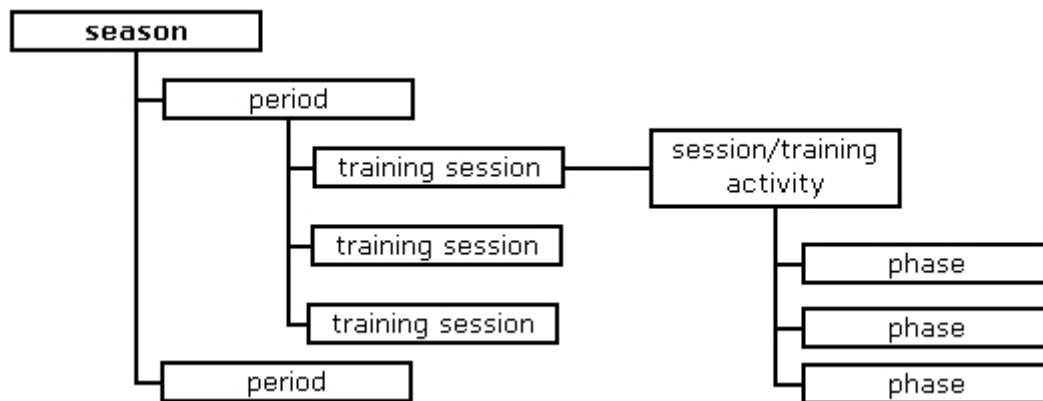 season
period
training session
session/training
activity
training session
phase
training session
phase
period
phase